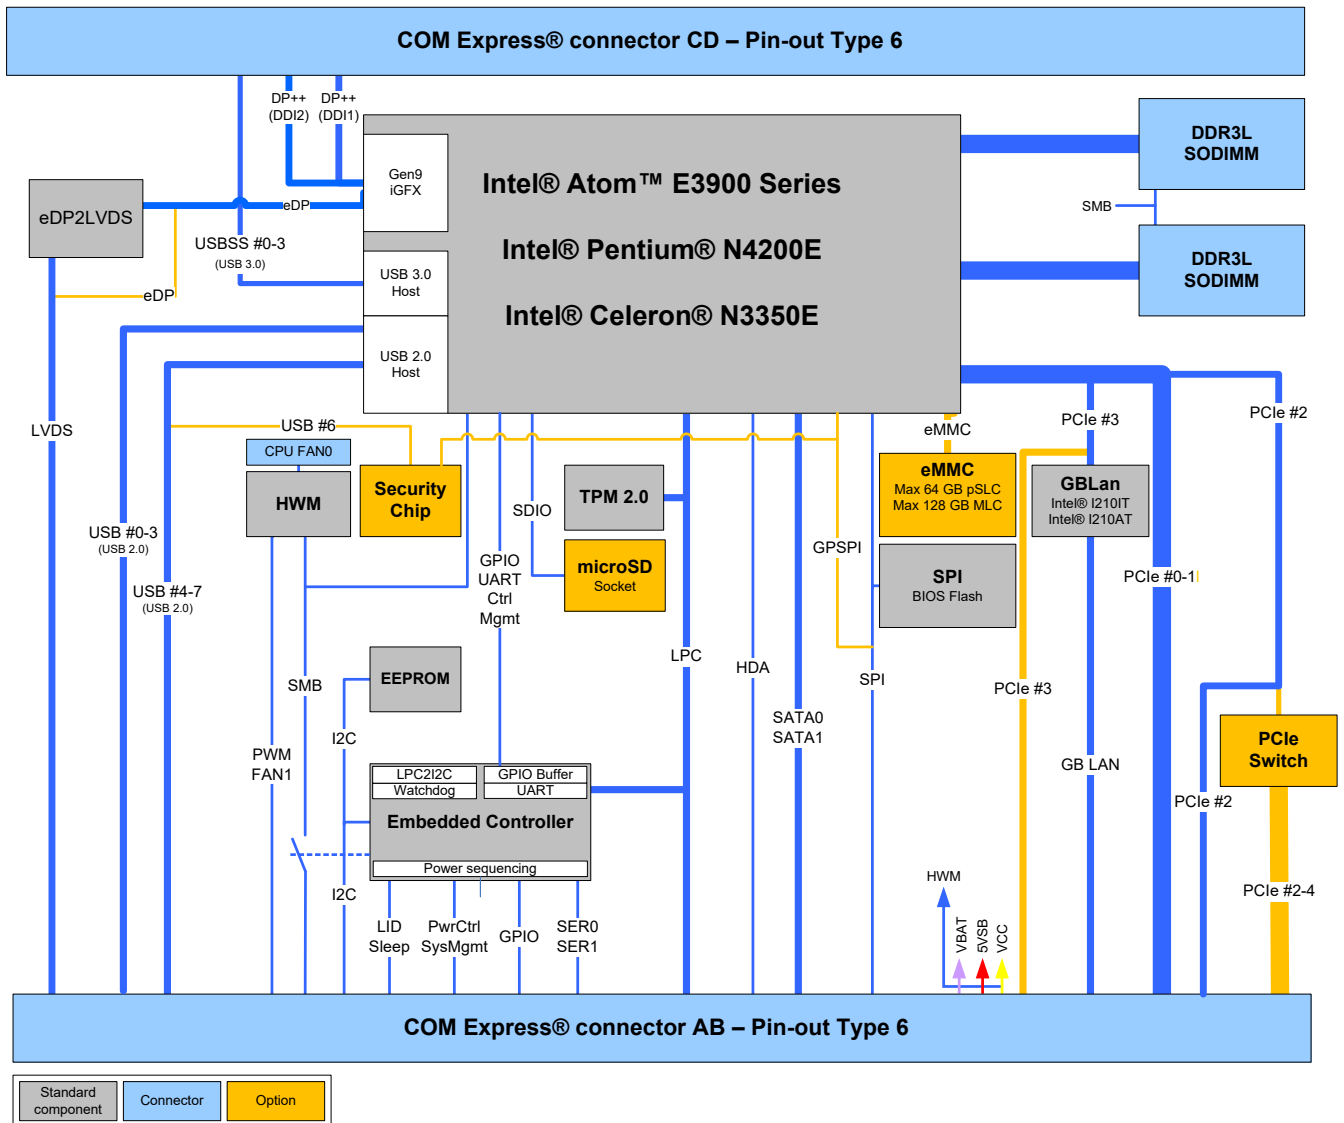 COM Express® connector CD – Pin-out Type 6
DP++
(DDI2)
DP++
(DDI1)
Gen9
iGFX
Intel® Atom™ E3900 Series
Intel® Pentium® N4200E
Intel® Celeron® N3350E
DDR3L
SODIMM
SMB
DDR3L
SODIMM
eDP2LVDS
eDP
USBSS #0-3
(USB 3.0)
eDP
USB 3.0
Host
USB 2.0
Host
LVDS
USB #6
CPU FAN0
HWM
Security
Chip
SDIO
TPM 2.0
microSD
Socket
eMMC
eMMC
Max 64 GB pSLC
Max 128 GB MLC
PCIe #3
PCIe #2
GBLan
Intel® I210IT
Intel® I210AT
USB #0-3
(USB 2.0)
USB #4-7
(USB 2.0)
GPIO
UART
Ctrl
Mgmt
GPSPI
SPI
BIOS Flash
PCIe #0-1
EEPROM
SMB
LPC
HDA
SPI
PCIe #3
I2C
SATA0
SATA1
PWM
FAN1
GB LAN
PCIe
Switch
PCIe #2
LPC2I2C
GPIO Buffer
Watchdog
UART
Embedded Controller
Power sequencing
I2C
LID
Sleep
PwrCtrl
SysMgmt
GPIO
SER0
SER1
HWM
VBAT
5VSB
VCC
PCIe #2-4
COM Express® connector AB – Pin-out Type 6
Standard
component
Connector
Option